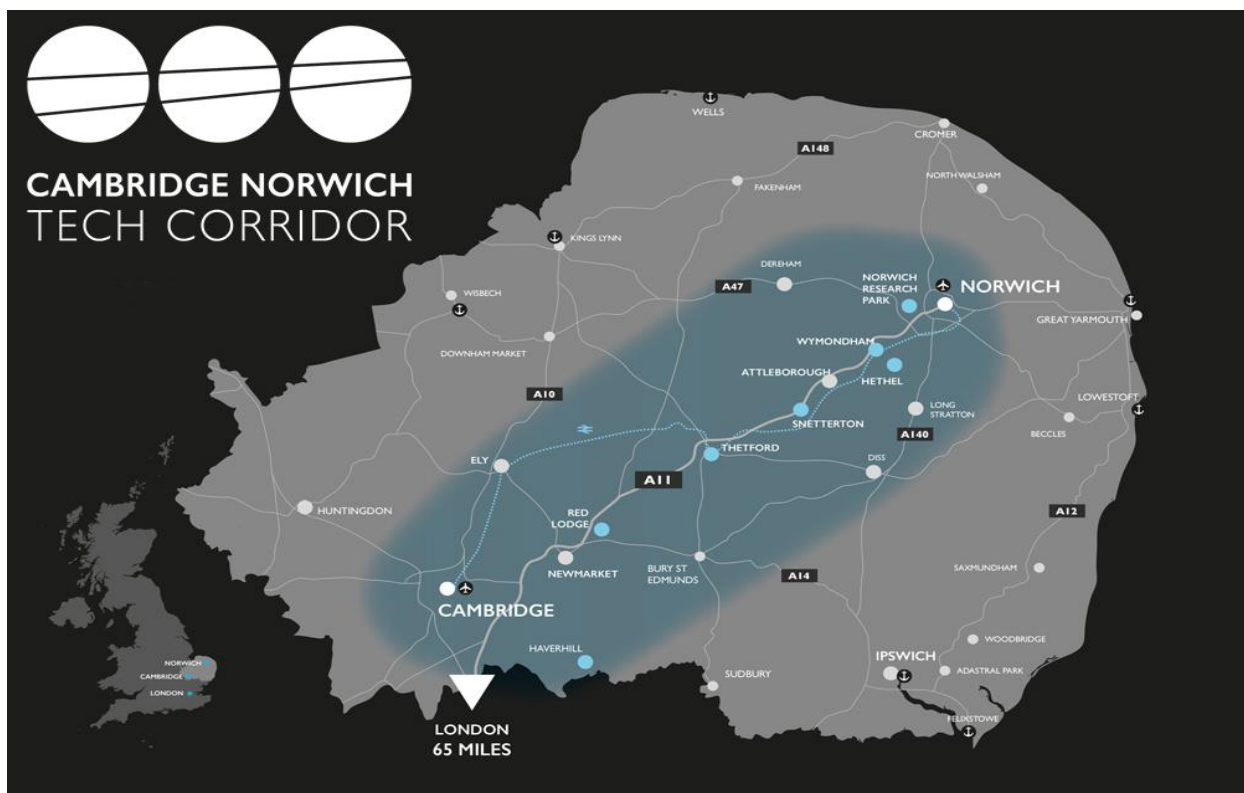 CAMBRIDGE NORWICH
TECH CORRIDOR
WELLS
CROMER
A148
NORTH WALSHAM
FAKENHAM
KINGS LYNN
DEREHAM
NORWICH
RESEARCH
PARK
NORWICH
A47
WISBECH
GREAT YARMOUTH
WYMONDHAM
DOWNHAM MARKET
ATTLEBOROUGH
HETHEL
A10
LOWESTOFT
LONG
STRATTON
SNETTERTON
BECCLES
A140
THETFORD
ELY
DISS
A11
HUNTINGDON
RED
LODGE
A12
NEWMARKET
BURY ST
EDMUNDS
A14
SAXMUNDHAM
CAMBRIDGE
WOODBRIDGE
HAVERHILL
IPSWICH
ADASTRAL PARK
SUDBURY
NORWICH
CAMBRIDGE
LONDON
FELIXSTOWE
LONDON
65 MILES